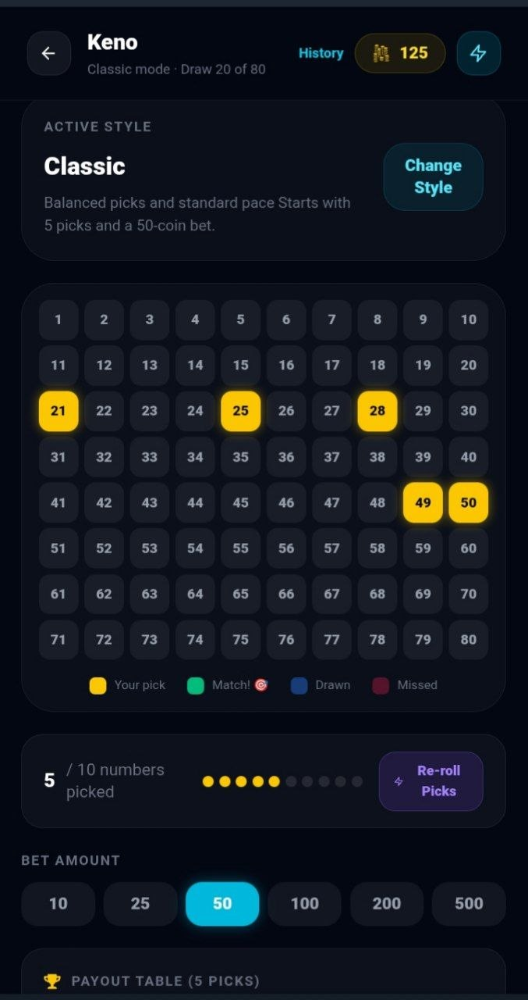 Keno
Classic mode · Draw 20 of 80
History
125
ACTIVE STYLE
Classic
Balanced picks and standard pace Starts with
5 picks and a 50-coin bet.
Change
Style
1 2 3 4 5 6 7 8 9 10
11 12 13 14 15 16 17 18 19 20
21 22 23 24 25 26 27 28 29 30
31 32 33 34 35 36 37 38 39 40
41 42 43 44 45 46 47 48 49 50
51 52 53 54 55 56 57 58 59 60
61 62 63 64 65 66 67 68 69 70
71 72 73 74 75 76 77 78 79 80
Your pick Match! 🎯 Drawn Missed
5 / 10 numbers
picked
Re-roll
Picks
BET AMOUNT
10 25 50 100 200 500
PAYOUT TABLE (5 PICKS)